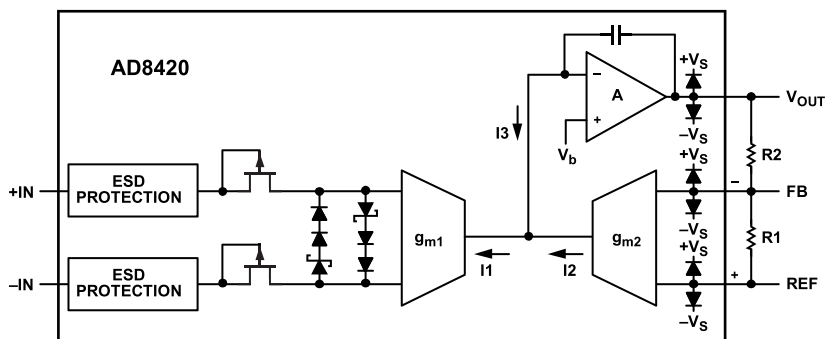 AD8420
+IN
ESD
PROTECTION
–IN
ESD
PROTECTION
gm1
I1
I2
I3
Vb
–
+
A
gm2
+VS
–VS
+VS
–VS
+VS
–VS
–
+
VOUT
R2
FB
R1
REF